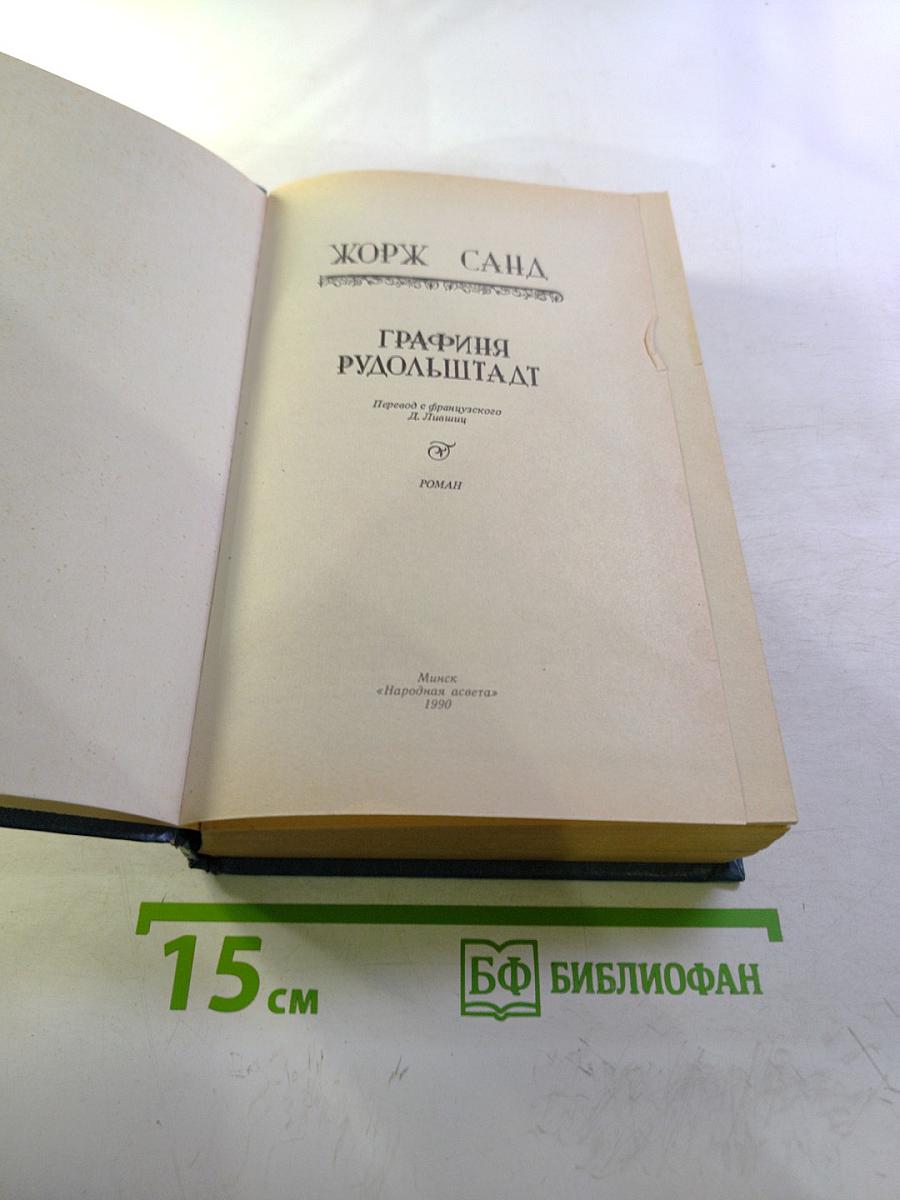 ЖОРЖ САНД
ГРАФИНЯ
РУДОЛЬШТАДТ
Перевод с французского
Д. Лившиц
РОМАН
Минск
«Народная асвета»
1990
15 см
БФ БИБЛИОФАН